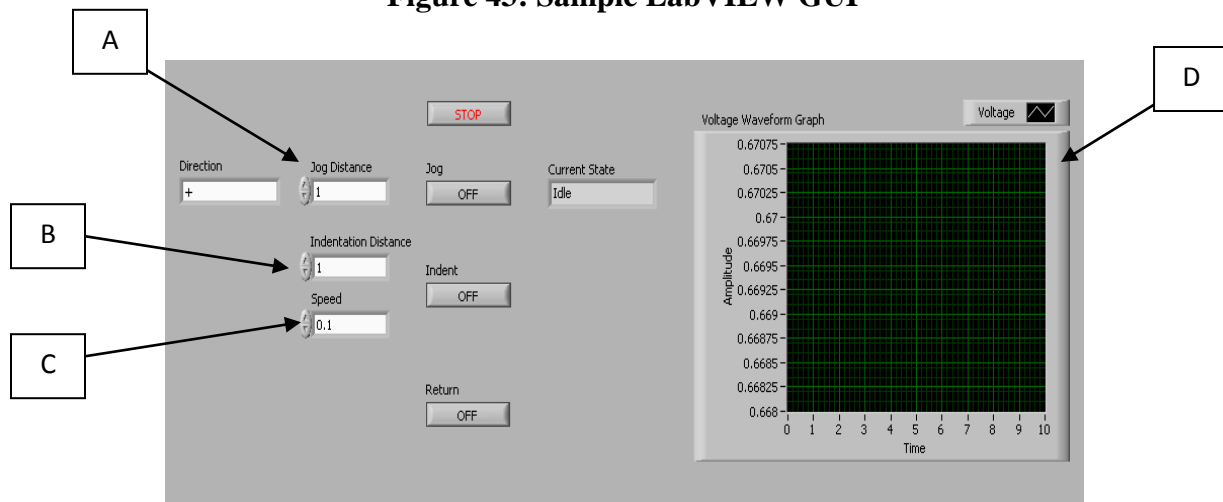 Figure Sample LabVIEW GUI
A
D
STOP
Voltage Waveform Graph
Voltage
Direction
+
Jog Distance
1
Jog
OFF
Current State
Idle
B
Indentation Distance
1
Indent
OFF
Speed
0.1
C
Return
OFF
Amplitude
0.67075
0.6705
0.67025
0.67
0.66975
0.6695
0.66925
0.669
0.66875
0.6685
0.66825
0.668
0 1 2 3 4 5 6 7 8 9 10
Time